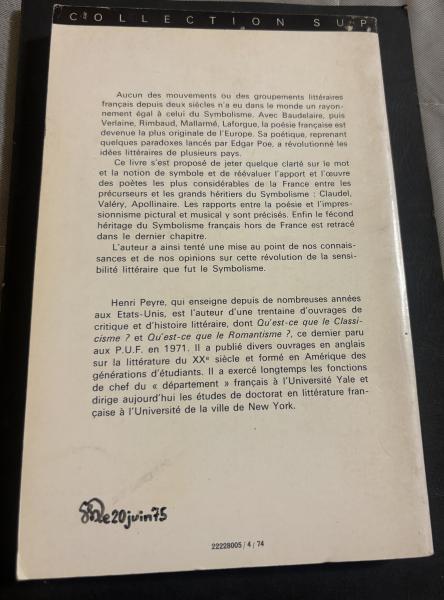 COLLECTION SUP
Aucun des mouvements ou des groupements littéraires
français depuis deux siècles n'a eu dans le monde un rayon-
nement égal à celui du Symbolisme. Avec Baudelaire, puis
Verlaine, Rimbaud, Mallarmé, Laforgue, la poésie française est
devenue la plus originale de l'Europe. Sa poétique, reprenant
quelques paradoxes lancés par Edgar Poe, a révolutionné les
idées littéraires de plusieurs pays.
Ce livre s'est proposé de jeter quelque clarté sur le mot
et la notion de symbole et de réévaluer l'apport et l'œuvre
des poètes les plus considérables de la France entre les
précurseurs et les grands héritiers du Symbolisme : Claudel,
Valéry, Apollinaire. Les rapports entre la poésie et l'impres-
sionnisme pictural et musical y sont précisés. Enfin le fécond
héritage du Symbolisme français hors de France est retracé
dans le dernier chapitre.
L'auteur a ainsi tenté une mise au point de nos connais-
sances et de nos opinions sur cette révolution de la sensi-
bilité littéraire que fut le Symbolisme.
Henri Peyre, qui enseigne depuis de nombreuses années
aux Etats-Unis, est l'auteur d'une trentaine d'ouvrages de
critique et d'histoire littéraire, dont Qu'est-ce que le Classi-
cisme ? et Qu'est-ce que le Romantisme ?, ce dernier paru
aux P.U.F. en 1971. Il a publié divers ouvrages en anglais
sur la littérature du XXe siècle et formé en Amérique des
générations d'étudiants. Il a exercé longtemps les fonctions
de chef du « département » français à l'Université Yale et
dirige aujourd'hui les études de doctorat en littérature fran-
çaise à l'Université de la ville de New York.
le 20 juin 75
22228005 / 4 / 74